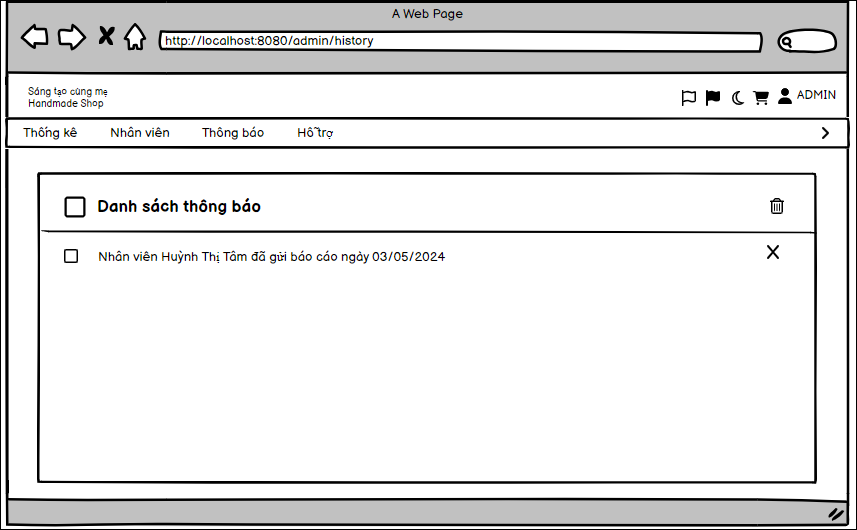 A Web Page
http://localhost:8080/admin/history
Sáng tạo cùng mẹ
Handmade Shop
ADMIN
Thống kê
Nhân viên
Thông báo
Hỗ trợ
Danh sách thông báo
Nhân viên Huỳnh Thị Tâm đã gửi báo cáo ngày 03/05/2024